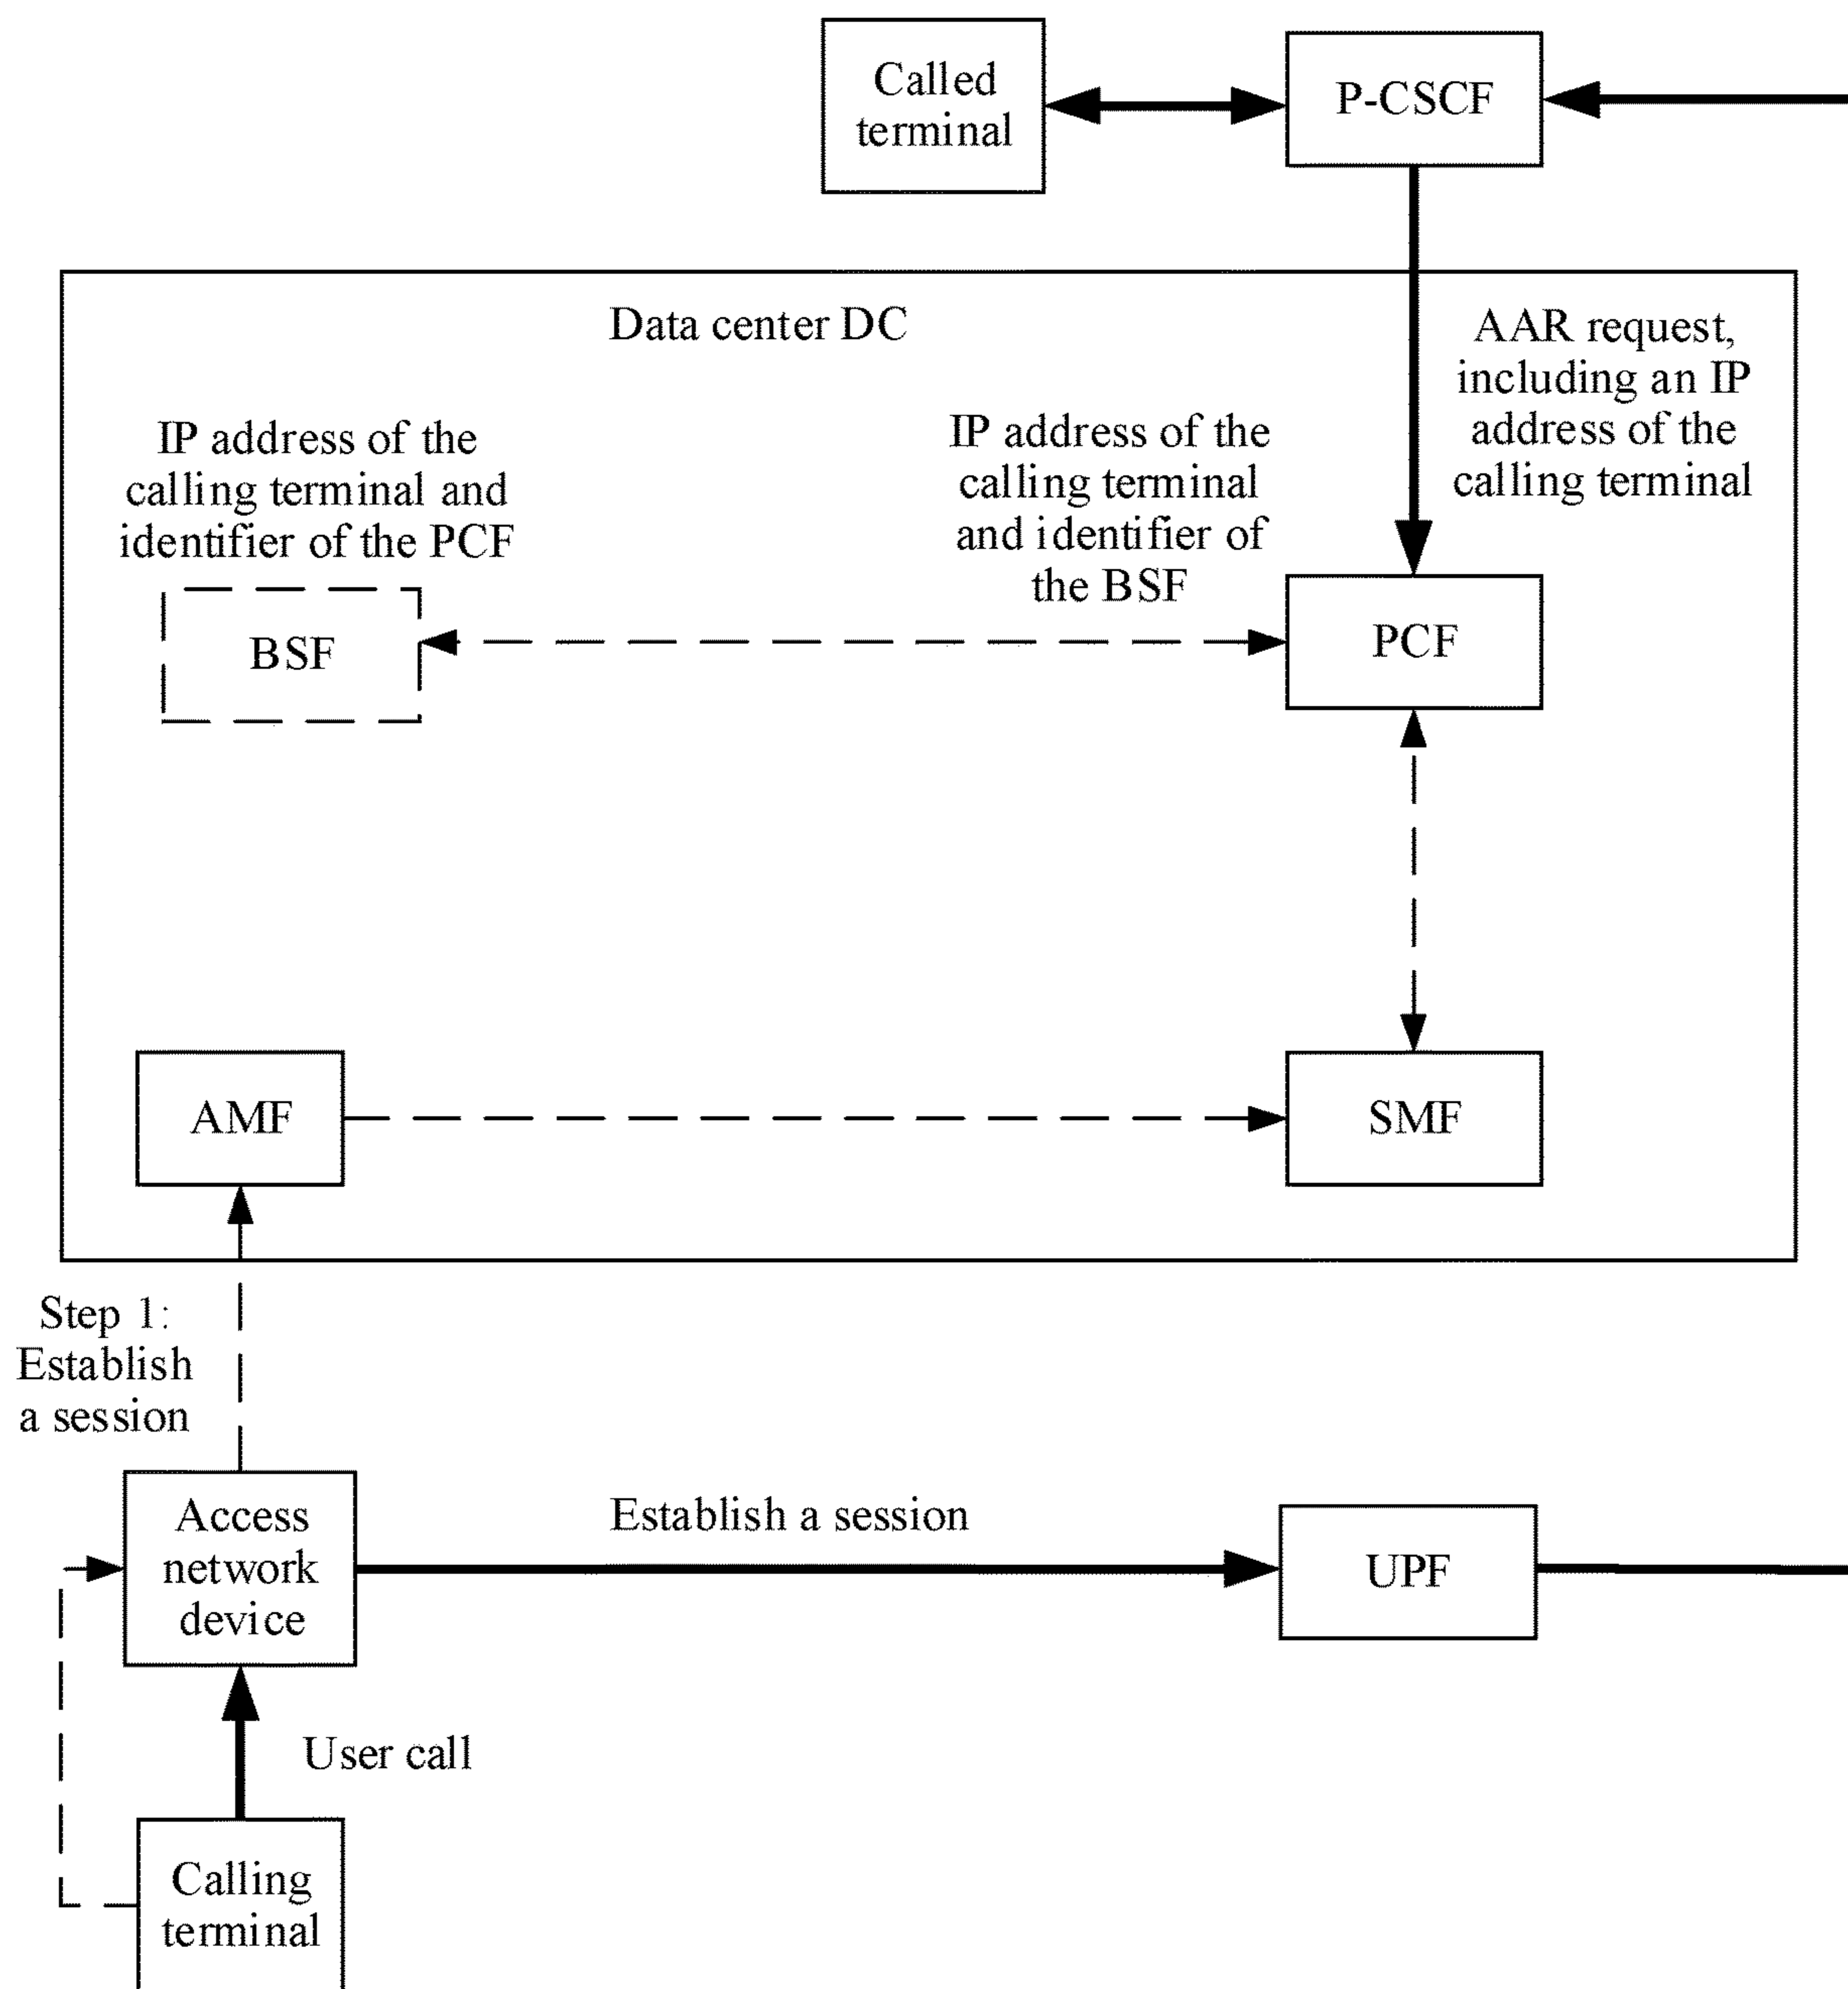 Called
terminal
P-CSCF
Data center DC
AAR request,
including an IP
address of the
calling terminal
IP address of the
calling terminal and
identifier of the PCF
IP address of the
calling terminal
and identifier of
the BSF
BSF
PCF
AMF
SMF
Step 1:
Establish
a session
Access
network
device
Establish a session
UPF
User call
Calling
terminal